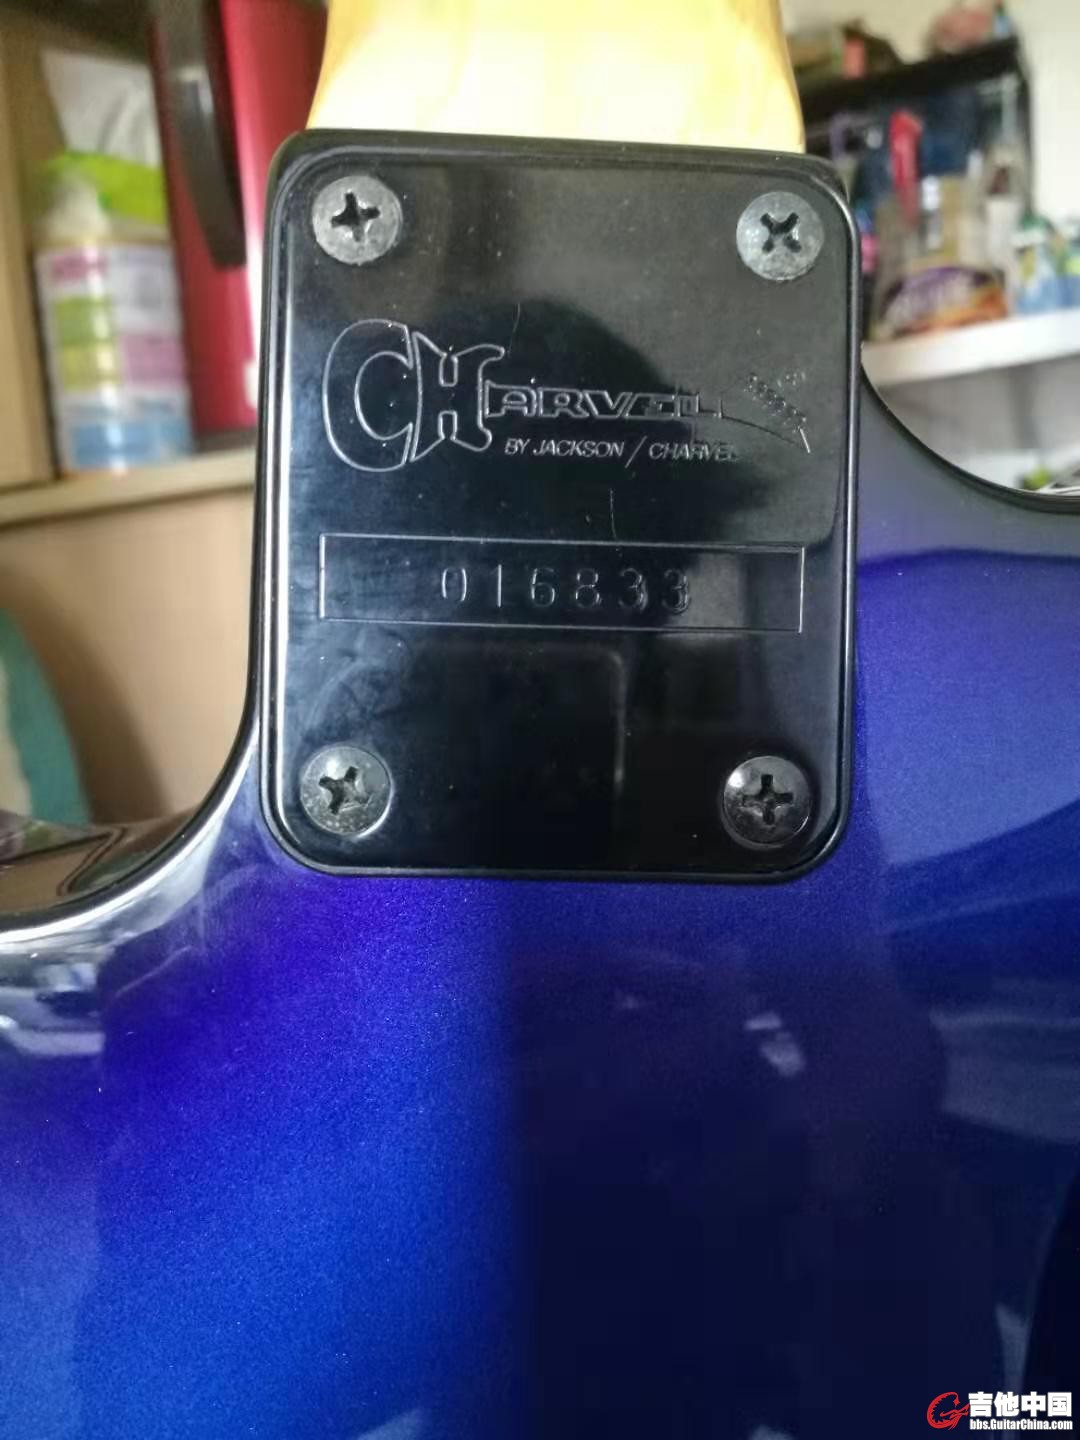 CHARVEL
BY JACKSON / CHARVEL
016833
吉他中国
bbs.GuitarChina.com